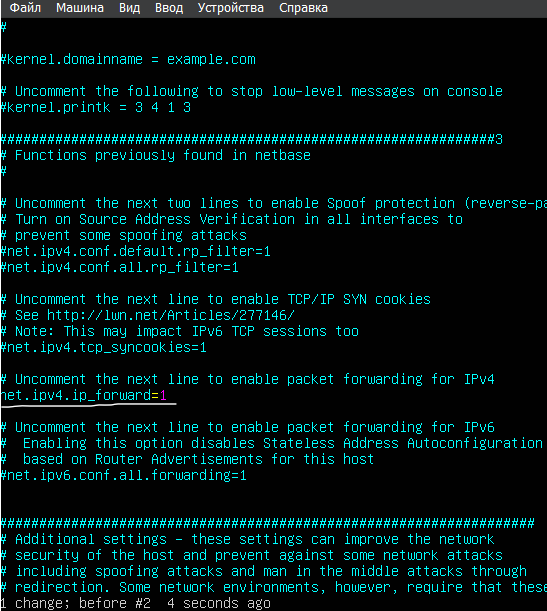 Файл Машина Вид Ввод Устройства Справка
#
#kernel.domainname = example.com
# Uncomment the following to stop low-level messages on console
#kernel.printk = 3 4 1 3
##############################################################3
# Functions previously found in netbase
#
# Uncomment the next two lines to enable Spoof protection (reverse-pa
# Turn on Source Address Verification in all interfaces to
# prevent some spoofing attacks
#net.ipv4.conf.default.rp_filter=1
#net.ipv4.conf.all.rp_filter=1
# Uncomment the next line to enable TCP/IP SYN cookies
# See http://lwn.net/Articles/277146/
# Note: This may impact IPv6 TCP sessions too
#net.ipv4.tcp_syncookies=1
# Uncomment the next line to enable packet forwarding for IPv4
net.ipv4.ip_forward=1
# Uncomment the next line to enable packet forwarding for IPv6
#  Enabling this option disables Stateless Address Autoconfiguration
#  based on Router Advertisements for this host
#net.ipv6.conf.all.forwarding=1
###################################################################
# Additional settings - these settings can improve the network
# security of the host and prevent against some network attacks
# including spoofing attacks and man in the middle attacks through
# redirection. Some network environments, however, require that these
1 change; before #2  4 seconds ago